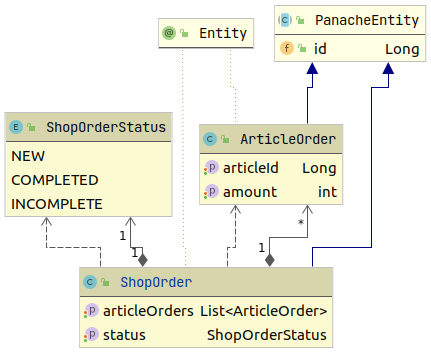 @ Entity
C PanacheEntity
f id Long
E ShopOrderStatus
NEW
COMPLETED
INCOMPLETE
C ArticleOrder
p articleId Long
p amount int
1
1
1
*
C ShopOrder
p articleOrders List<ArticleOrder>
p status ShopOrderStatus